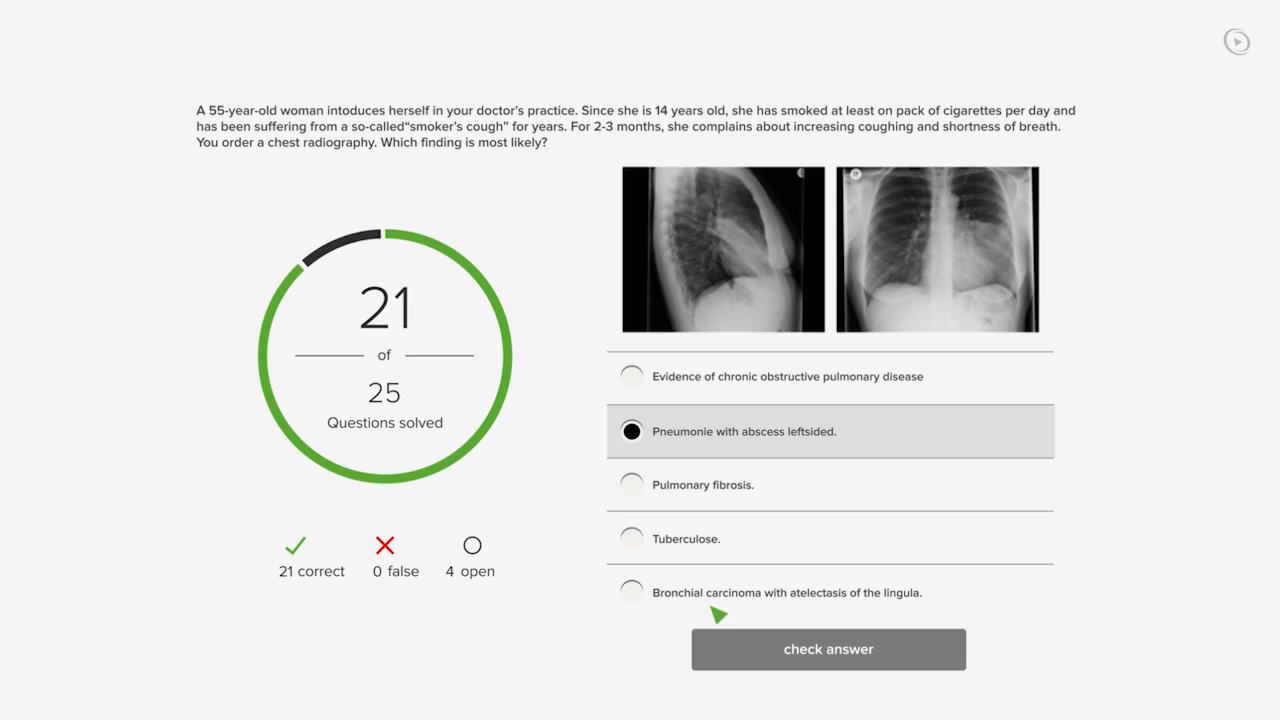 A 55-year-old woman intoduces herself in your doctor's practice. Since she is 14 years old, she has smoked at least on pack of cigarettes per day and
has been suffering from a so-called“smoker's cough” for years. For 2-3 months, she complains about increasing coughing and shortness of breath.
You order a chest radiography. Which finding is most likely?
21
of
25
Questions solved
21 correct
0 false
4 open
Evidence of chronic obstructive pulmonary disease
Pneumonie with abscess leftsided.
Pulmonary fibrosis.
Tuberculose.
Bronchial carcinoma with atelectasis of the lingula.
check answer